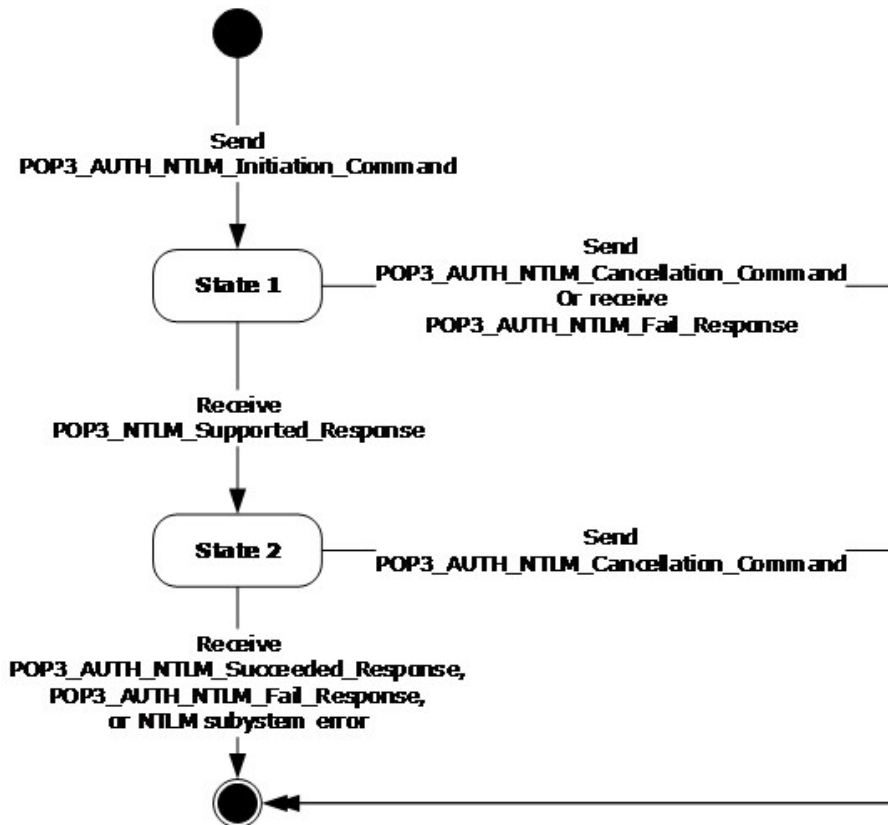 Send
POP3_AUTH_NTLM_Initiation_Command
State 1
Send
POP3_AUTH_NTLM_Cancellation_Command
Or receive
POP3_AUTH_NTLM_Fail_Response
Receive
POP3_NTLM_Supported_Response
State 2
Send
POP3_AUTH_NTLM_Cancellation_Command
Receive
POP3_AUTH_NTLM_Succeeded_Response,
POP3_AUTH_NTLM_Fail_Response,
or NTLM subystem error